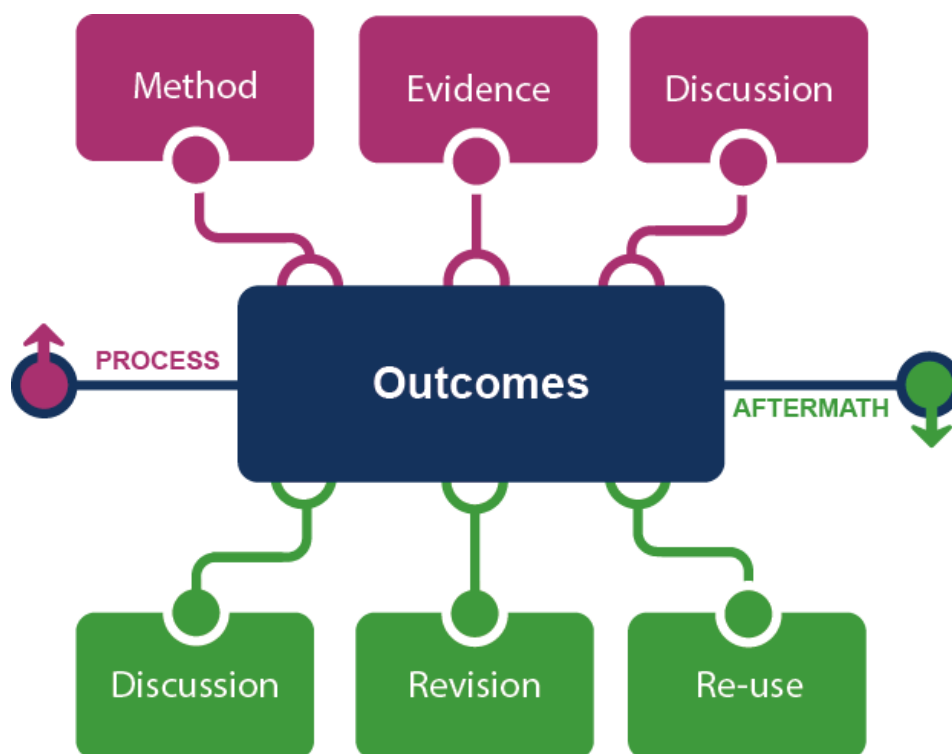 Method
Evidence
Discussion
PROCESS
Outcomes
AFTERMATH
Discussion
Revision
Re-use